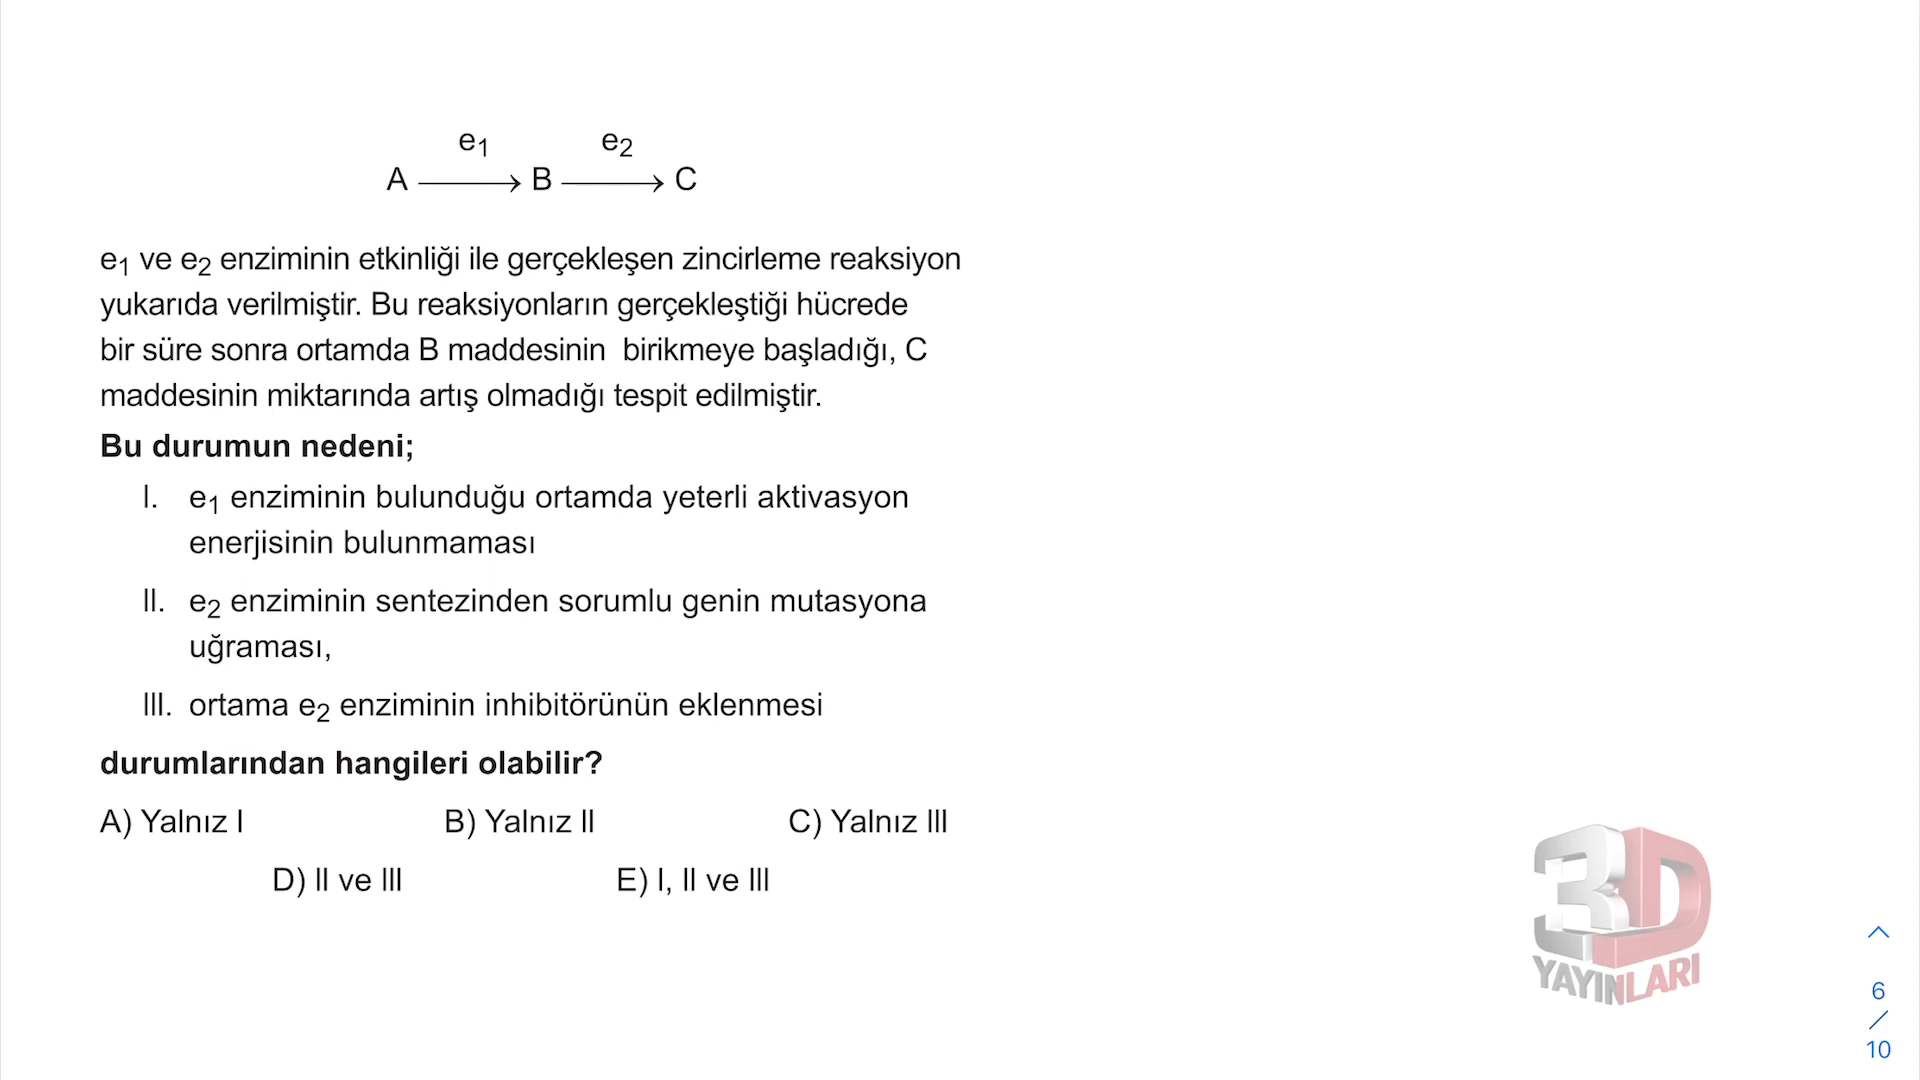 e1 e2
A → B → C
e1 ve e2 enziminin etkinliği ile gerçekleşen zincirleme reaksiyon
yukarıda verilmiştir. Bu reaksiyonların gerçekleştiği hücrede
bir süre sonra ortamda B maddesinin birikmeye başladığı, C
maddesinin miktarında artış olmadığı tespit edilmiştir.
Bu durumun nedeni;
I. e1 enziminin bulunduğu ortamda yeterli aktivasyon
enerjisinin bulunmaması
II. e2 enziminin sentezinden sorumlu genin mutasyona
uğraması,
III. ortama e2 enziminin inhibitörünün eklenmesi
durumlarından hangileri olabilir?
A) Yalnız I B) Yalnız II C) Yalnız III
D) II ve III E) I, II ve III
3D
YAYINLARI
6
/
10